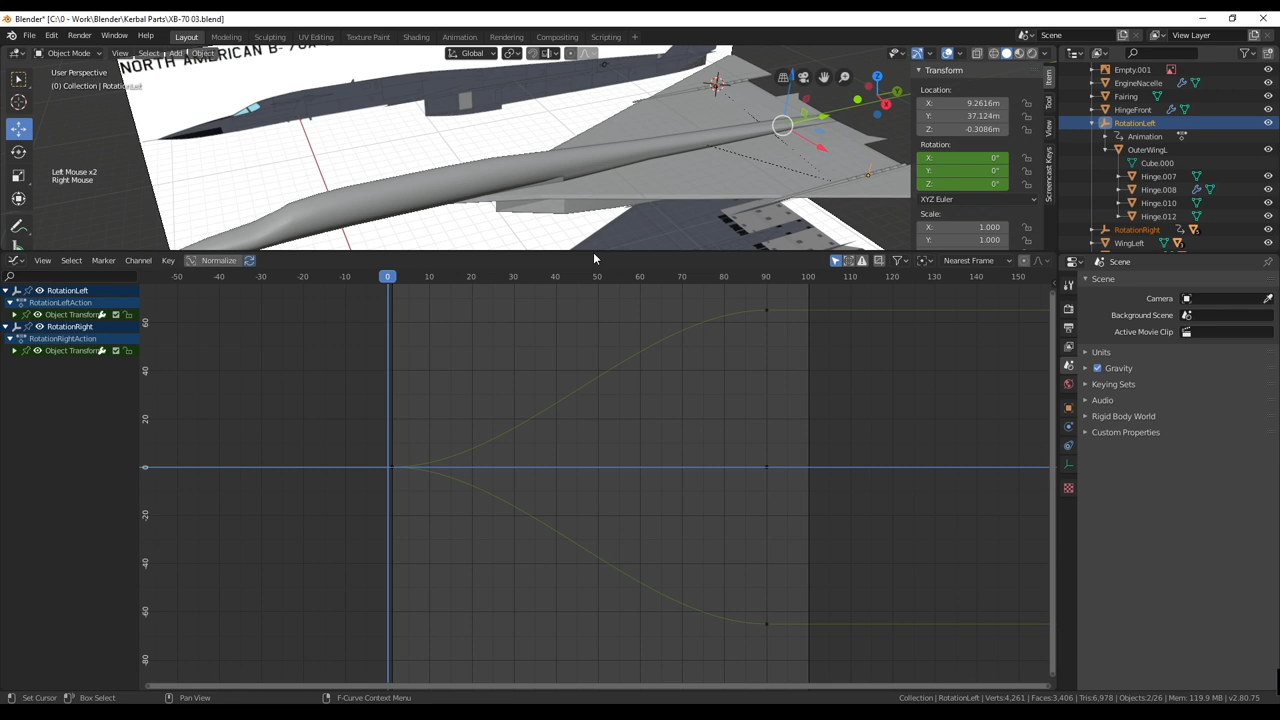 Blender* [C:\0 - Work\Blender\Kerbal Parts\XB-70 03.blend]
File Edit Render Window Help Layout Modeling Sculpting UV Editing Texture Paint Shading Animation Rendering Compositing Scripting Scene View Layer
Object Mode View Select Add Object Global
NORTH AMERICAN B-70A
User Perspective
(0) Collection | RotationLeft
Left Mouse x2
Right Mouse
Z
Y
X
Transform
Location:
X: 9.2616m
Y: 37.124m
Z: -0.3086m
Rotation:
X: 0°
Y: 0°
Z: 0°
XYZ Euler
Scale:
X: 1.000
Y: 1.000
Item
Tool
View
Screencast Keys
Empty.001
EngineNacelle
Fairing
HingeFront
RotationLeft
Animation
OuterWingL
Cube.000
Hinge.007
Hinge.008
Hinge.010
Hinge.012
RotationRight
WingLeft
View Select Marker Channel Key Normalize Nearest Frame
-50 -40 -30 -20 -10 0 10 20 30 40 50 60 70 80 90 100 110 120 130 140 150
RotationLeft
RotationLeftAction
Object Transform
RotationRight
RotationRightAction
Object Transform
60
40
20
0
-20
-40
-60
-80
Scene
Scene
Camera
Background Scene
Active Movie Clip
Units
Gravity
Keying Sets
Audio
Rigid Body World
Custom Properties
Set Cursor Box Select Pan View F-Curve Context Menu Collection | RotationLeft | Verts:4,261 | Faces:3,406 | Tris:6,978 | Objects:2/26 | Mem: 119.9 MB | v2.80.75